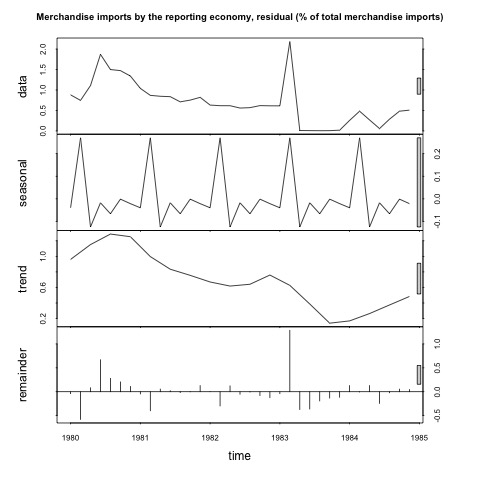 Merchandise imports by the reporting economy, residual (% of total merchandise imports)
data
0.0 0.5 1.0 1.5 2.0
seasonal
-0.1 0.0 0.1 0.2
trend
0.2 0.6 1.0
remainder
-0.5 0.0 0.5 1.0
1980 1981 1982 1983 1984 1985
time